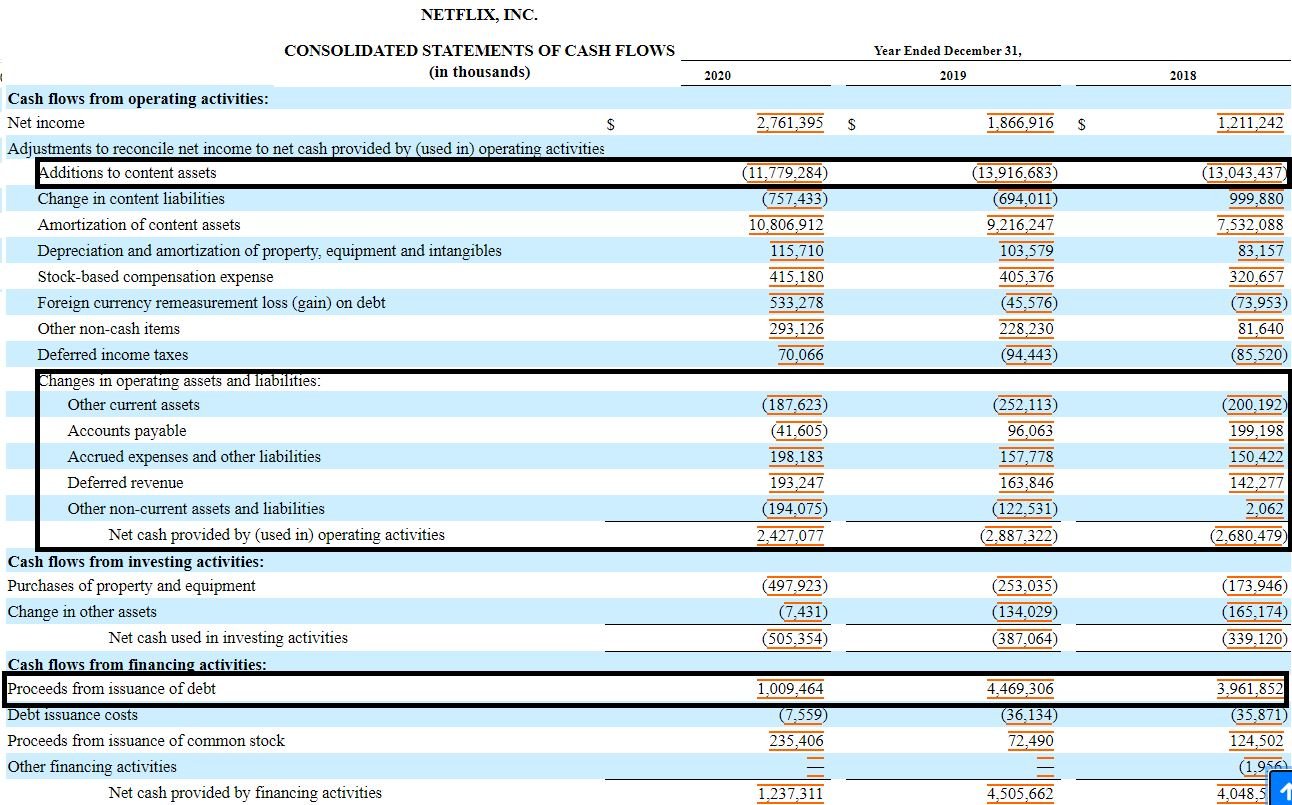 NETFLIX, INC.
CONSOLIDATED STATEMENTS OF CASH FLOWS Year Ended December 31,
(in thousands) 2020 2019 2018
Cash flows from operating activities:
Net income $ 2,761,395 $ 1,866,916 $ 1,211,242
Adjustments to reconcile net income to net cash provided by (used in) operating activities
Additions to content assets (11,779,284) (13,916,683) (13,043,437)
Change in content liabilities (757,433) (694,011) 999,880
Amortization of content assets 10,806,912 9,216,247 7,532,088
Depreciation and amortization of property, equipment and intangibles 115,710 103,579 83,157
Stock-based compensation expense 415,180 405,376 320,657
Foreign currency remeasurement loss (gain) on debt 533,278 (45,576) (73,953)
Other non-cash items 293,126 228,230 81,640
Deferred income taxes 70,066 (94,443) (85,520)
Changes in operating assets and liabilities:
Other current assets (187,623) (252,113) (200,192)
Accounts payable (41,605) 96,063 199,198
Accrued expenses and other liabilities 198,183 157,778 150,422
Deferred revenue 193,247 163,846 142,277
Other non-current assets and liabilities (194,075) (122,531) 2,062
Net cash provided by (used in) operating activities 2,427,077 (2,887,322) (2,680,479)
Cash flows from investing activities:
Purchases of property and equipment (497,923) (253,035) (173,946)
Change in other assets (7,431) (134,029) (165,174)
Net cash used in investing activities (505,354) (387,064) (339,120)
Cash flows from financing activities:
Proceeds from issuance of debt 1,009,464 4,469,306 3,961,852
Debt issuance costs (7,559) (36,134) (35,871)
Proceeds from issuance of common stock 235,406 72,490 124,502
Other financing activities — — (1,956)
Net cash provided by financing activities 1,237,311 4,505,662 4,048,5